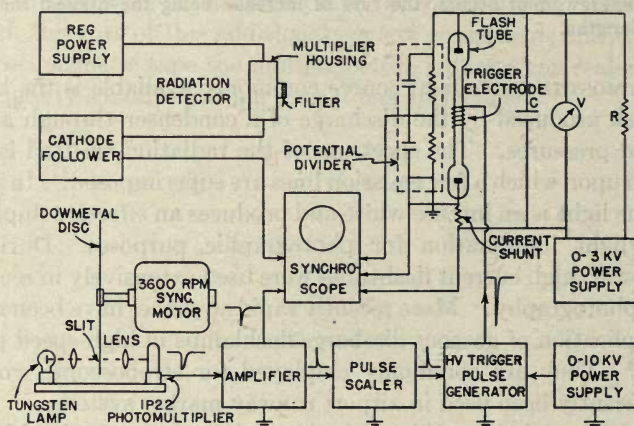 REG
POWER
SUPPLY
MULTIPLIER
HOUSING
RADIATION
DETECTOR
FILTER
CATHODE
FOLLOWER
FLASH
TUBE
TRIGGER
ELECTRODE
C
V
R
POTENTIAL
DIVIDER
DOWMETAL
DISC
3600 RPM
SYNC.
MOTOR
SYNCHRO
SCOPE
CURRENT
SHUNT
0-3 KV
POWER
SUPPLY
SLIT
LENS
TUNGSTEN
LAMP
IP22
PHOTOMULTIPLIER
AMPLIFIER
PULSE
SCALER
HV TRIGGER
PULSE
GENERATOR
0-10 KV
POWER
SUPPLY